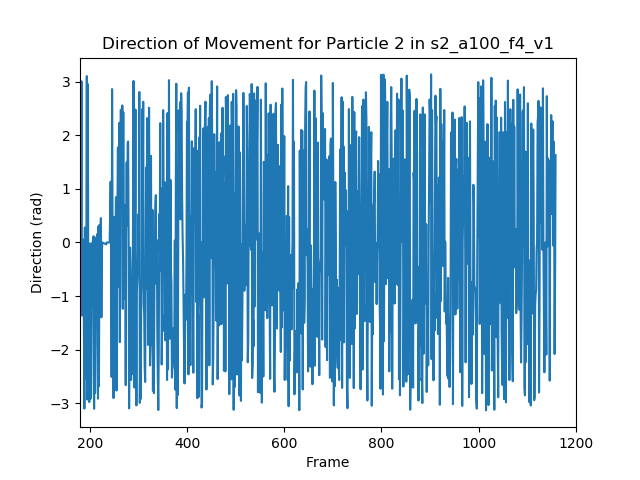 Direction of Movement for Particle 2 in s2_a100_f4_v1
3
2
1
0
−1
−2
−3
Direction (rad)
200 400 600 800 1000 1200
Frame